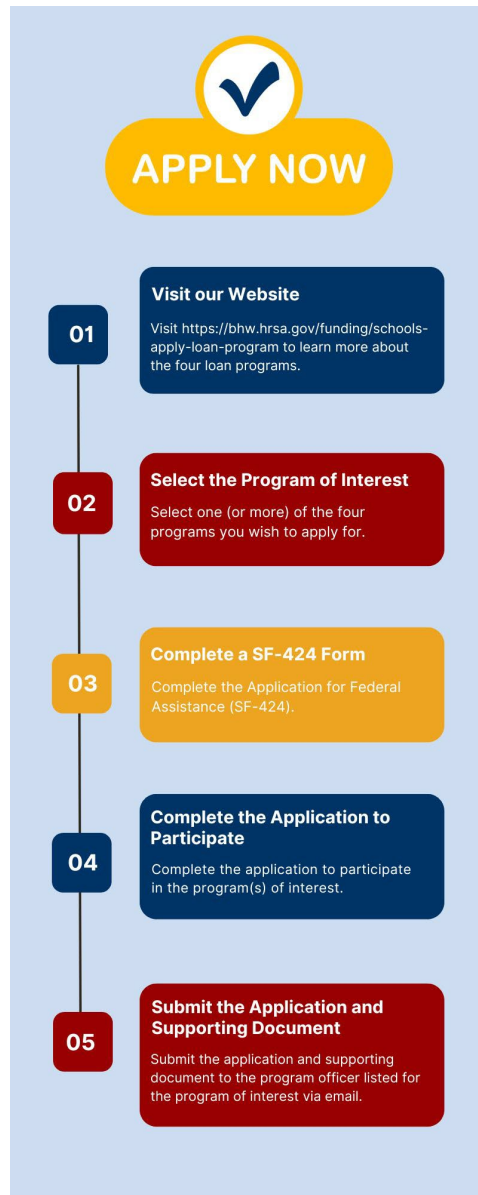 APPLY NOW
01
Visit our Website
Visit https://bhw.hrsa.gov/funding/schools-
apply-loan-program to learn more about
the four loan programs.
02
Select the Program of Interest
Select one (or more) of the four
programs you wish to apply for.
03
Complete a SF-424 Form
Complete the Application for Federal
Assistance (SF-424).
04
Complete the Application to
Participate
Complete the application to participate
in the program(s) of interest.
05
Submit the Application and
Supporting Document
Submit the application and supporting
document to the program officer listed for
the program of interest via email.